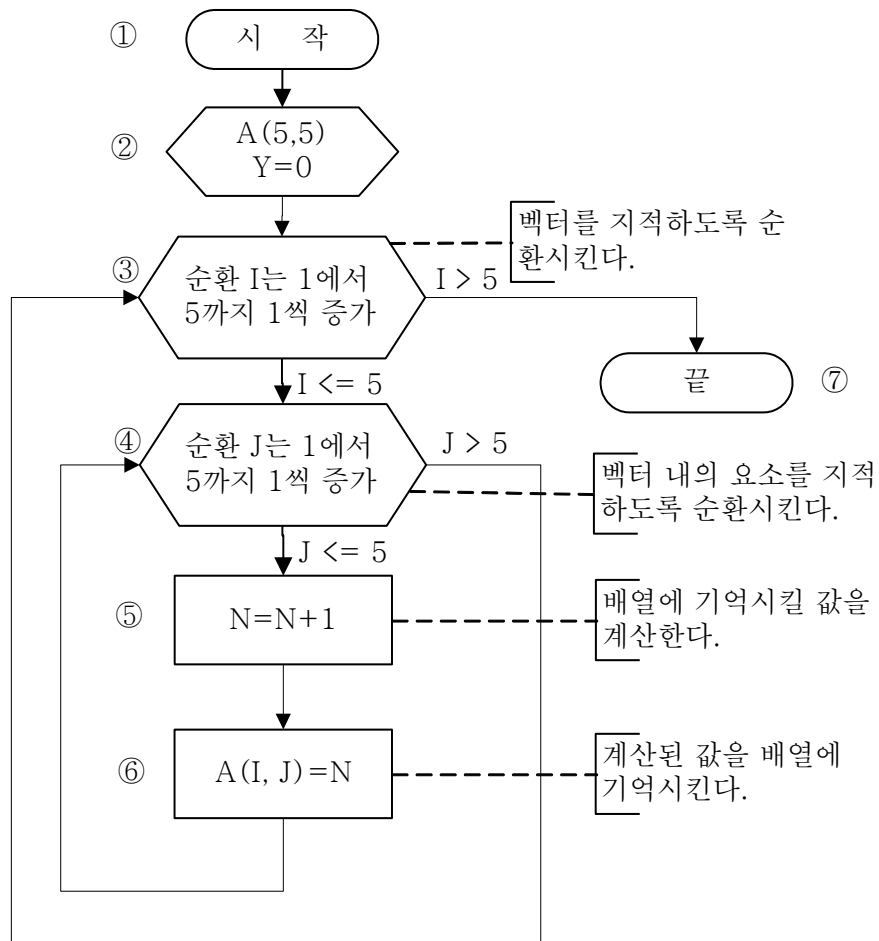 ① 시 작
② A(5,5)
Y=0
벡터를 지적하도록 순
환시킨다.
③ 순환 I는 1에서
5까지 1씩 증가
I > 5
끝 ⑦
I <= 5
④ 순환 J는 1에서
5까지 1씩 증가
J > 5
벡터 내의 요소를 지적
하도록 순환시킨다.
J <= 5
⑤ N=N+1
배열에 기억시킬 값을
계산한다.
⑥ A(I, J)=N
계산된 값을 배열에
기억시킨다.